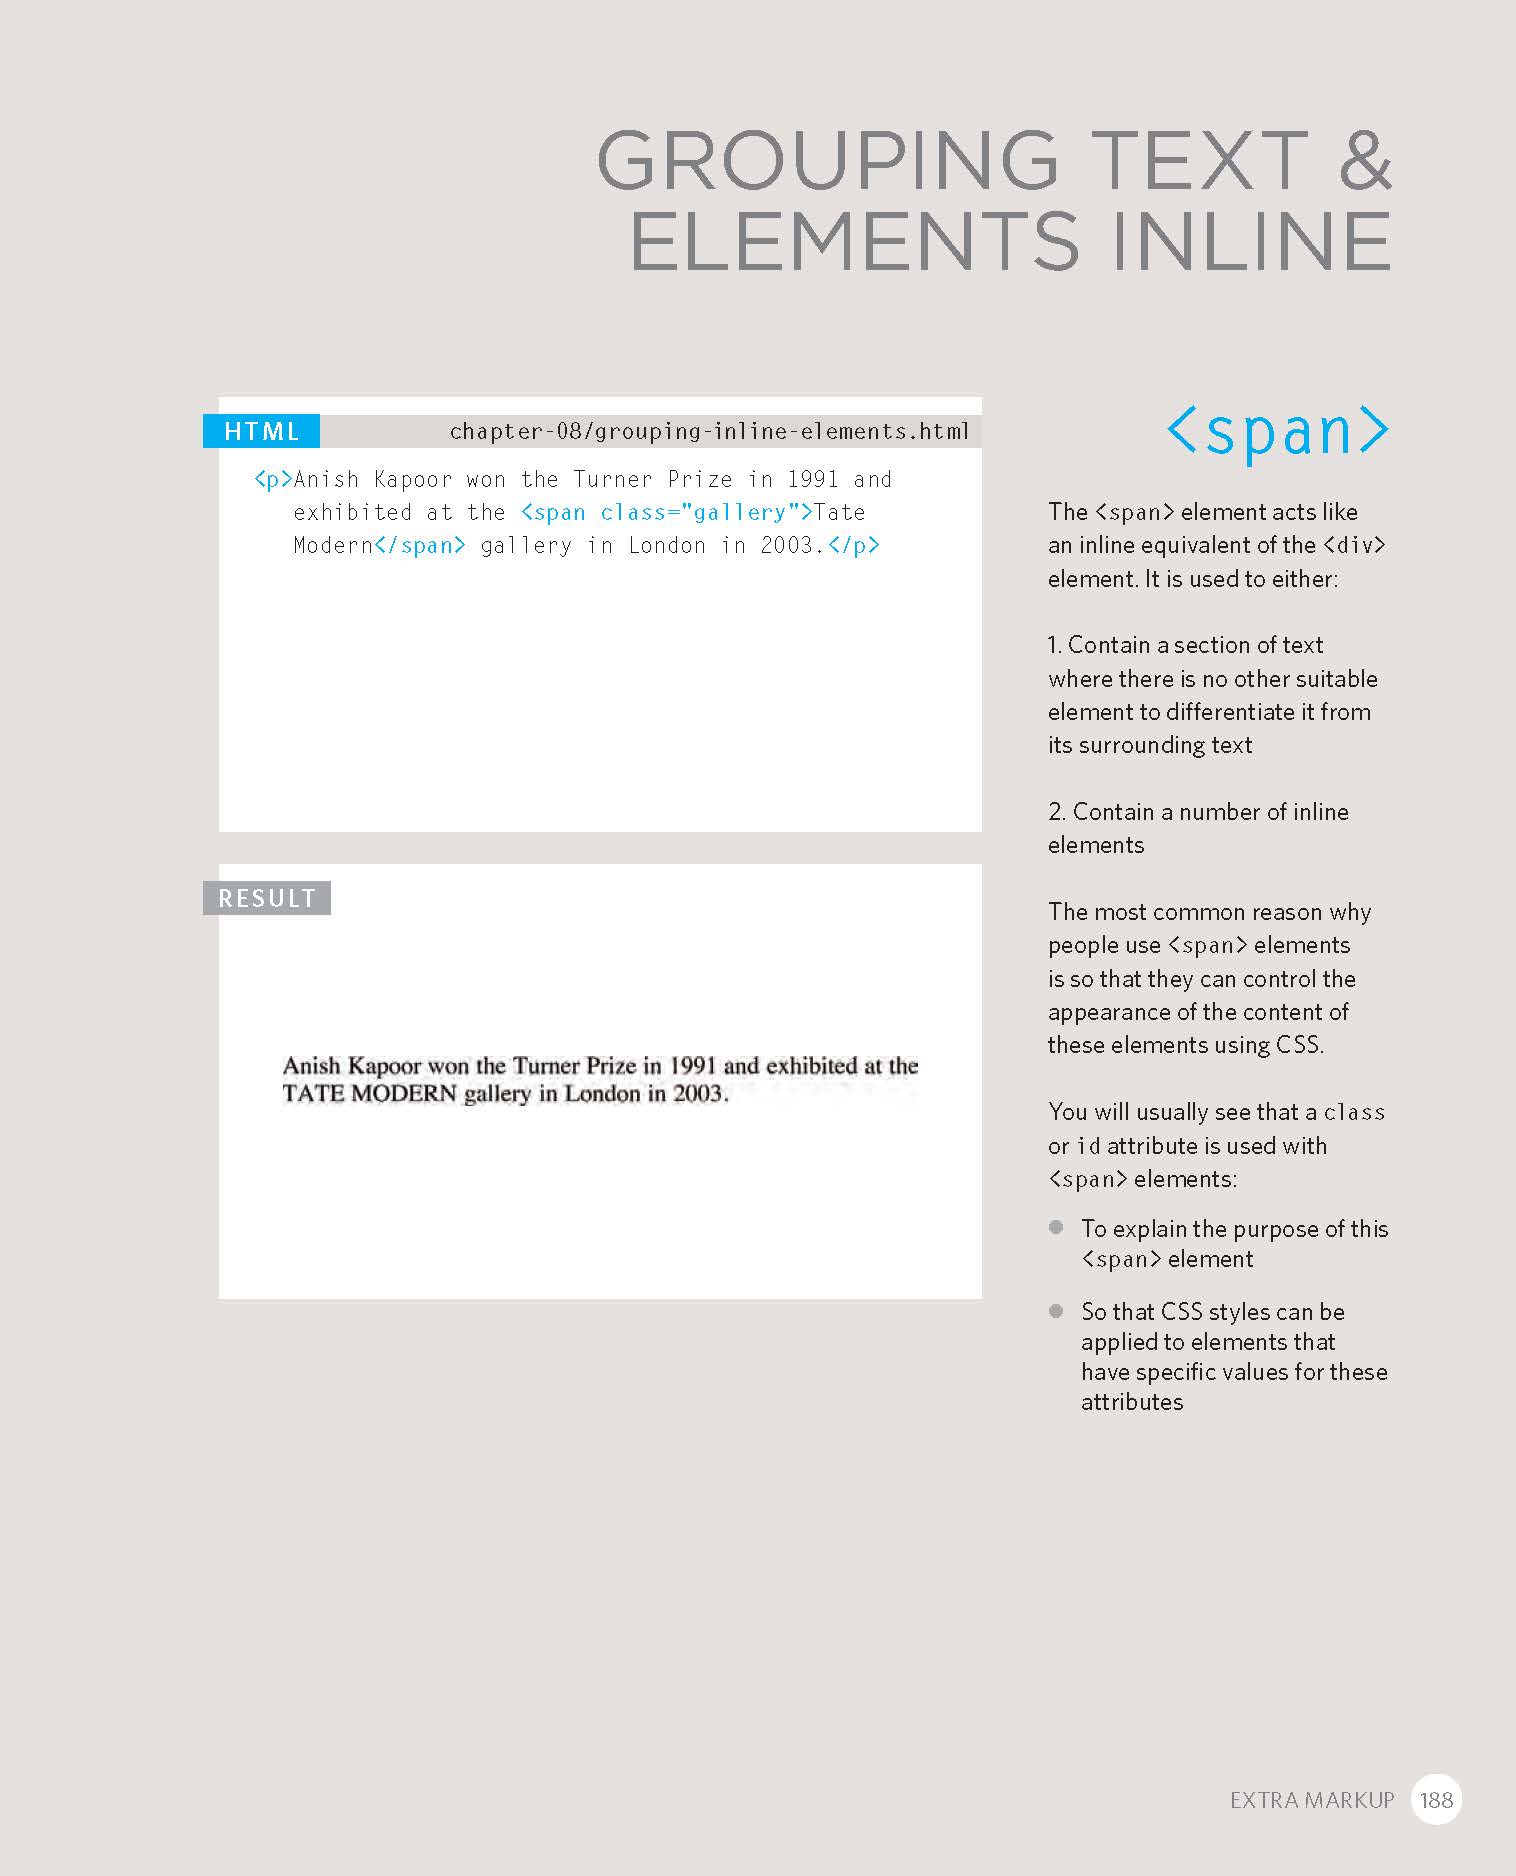 GROUPING TEXT &
ELEMENTS INLINE
HTML
chapter-08/grouping-inline-elements.html
<p>Anish Kapoor won the Turner Prize in 1991 and
exhibited at the <span class="gallery">Tate
Modern</span> gallery in London in 2003.</p>
RESULT
Anish Kapoor won the Turner Prize in 1991 and exhibited at the
TATE MODERN gallery in London in 2003.
<span>
The <span> element acts like
an inline equivalent of the <div>
element. It is used to either:
1. Contain a section of text
where there is no other suitable
element to differentiate it from
its surrounding text
2. Contain a number of inline
elements
The most common reason why
people use <span> elements
is so that they can control the
appearance of the content of
these elements using CSS.
You will usually see that a class
or id attribute is used with
<span> elements:
● To explain the purpose of this
<span> element
● So that CSS styles can be
applied to elements that
have specific values for these
attributes
EXTRA MARKUP 188